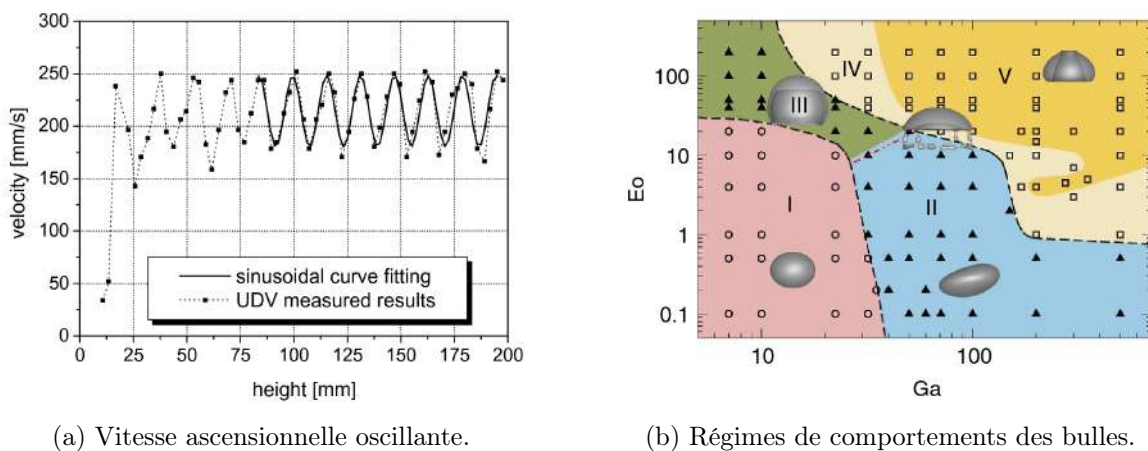 300
250
200
150
100
50
0
velocity [mm/s]
sinusoidal curve fitting
UDV measured results
0 25 50 75 100 125 150 175 200
height [mm]
(a) Vitesse ascensionnelle oscillante.
100
10
1
0.1
Eo
IV
V
III
I
II
10 100
Ga
(b) Régimes de comportements des bulles.